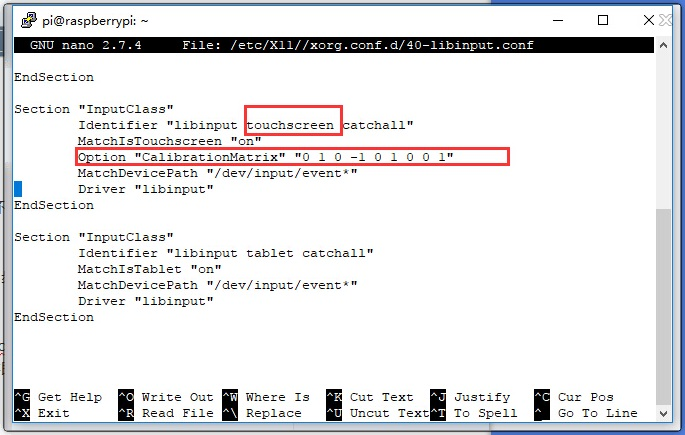 pi@raspberrypi: ~
GNU nano 2.7.4 File: /etc/X11//xorg.conf.d/40-libinput.conf
EndSection
Section "InputClass"
Identifier "libinput touchscreen catchall"
MatchIsTouchscreen "on"
Option "CalibrationMatrix" "0 1 0 -1 0 1 0 0 1"
MatchDevicePath "/dev/input/event*"
Driver "libinput"
EndSection
Section "InputClass"
Identifier "libinput tablet catchall"
MatchIsTablet "on"
MatchDevicePath "/dev/input/event*"
Driver "libinput"
EndSection
^G Get Help ^O Write Out ^W Where Is ^K Cut Text ^J Justify ^C Cur Pos
^X Exit ^R Read File ^\ Replace ^U Uncut Text ^T To Spell ^_ Go To Line